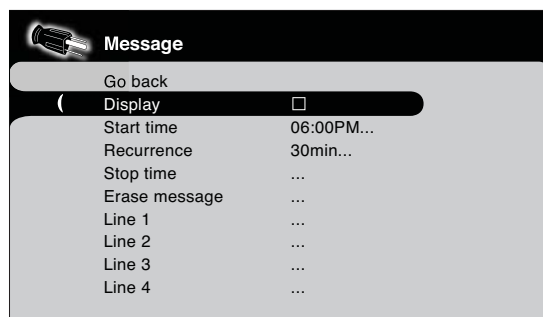 Message
Go back
Display ☐
Start time 06:00PM...
Recurrence 30min...
Stop time ...
Erase message ...
Line 1 ...
Line 2 ...
Line 3 ...
Line 4 ...